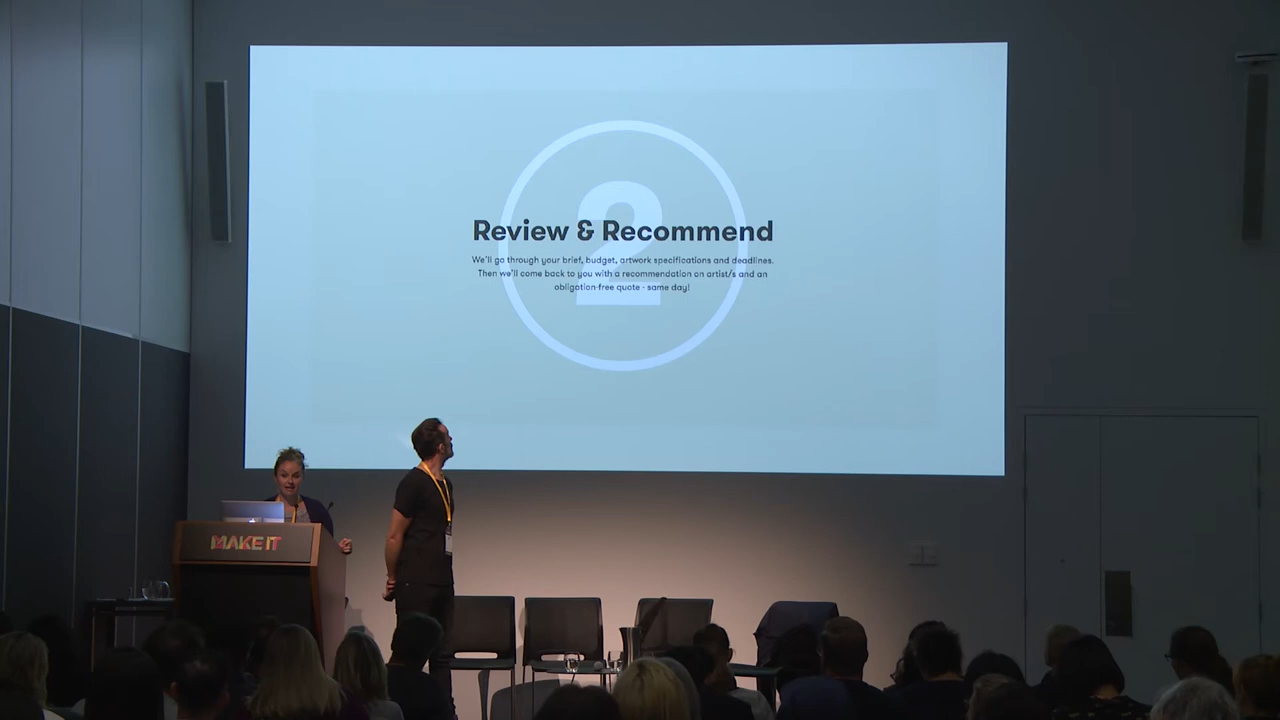 2
Review & Recommend
We'll go through your brief, budget, artwork specifications and deadlines.
Then we'll come back to you with a recommendation on artist/s and an
obligation-free quote - same day!
MAKE IT